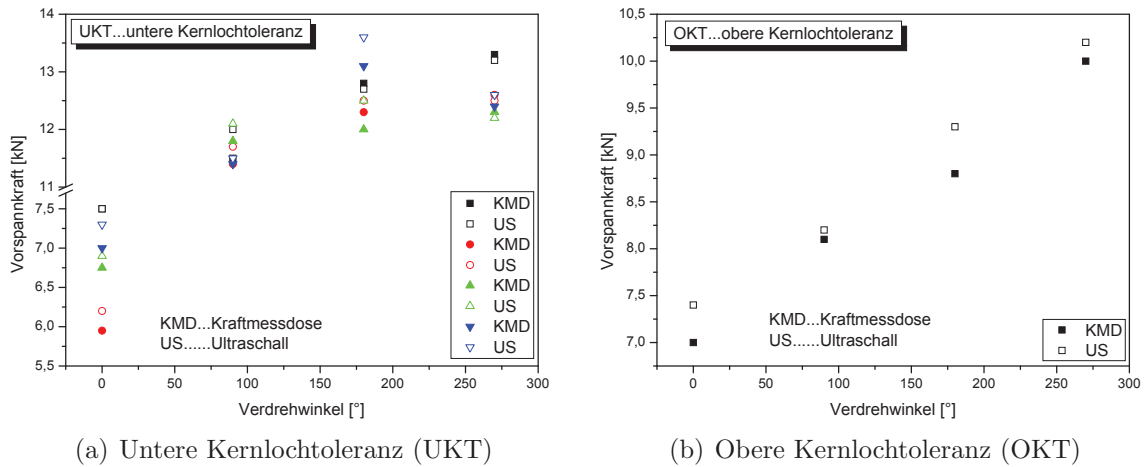 14
13
12
11
7,5
7,0
6,5
6,0
5,5
Vorspannkraft [kN]
UKT...untere Kernlochtoleranz
KMD...Kraftmessdose
US......Ultraschall
KMD
US
KMD
US
KMD
US
KMD
US
0 50 100 150 200 250 300
Verdrehwinkel [°]
(a) Untere Kernlochtoleranz (UKT)
10,5
10,0
9,5
9,0
8,5
8,0
7,5
7,0
Vorspannkraft [kN]
OKT...obere Kernlochtoleranz
KMD...Kraftmessdose
US......Ultraschall
KMD
US
0 50 100 150 200 250 300
Verdrehwinkel [°]
(b) Obere Kernlochtoleranz (OKT)